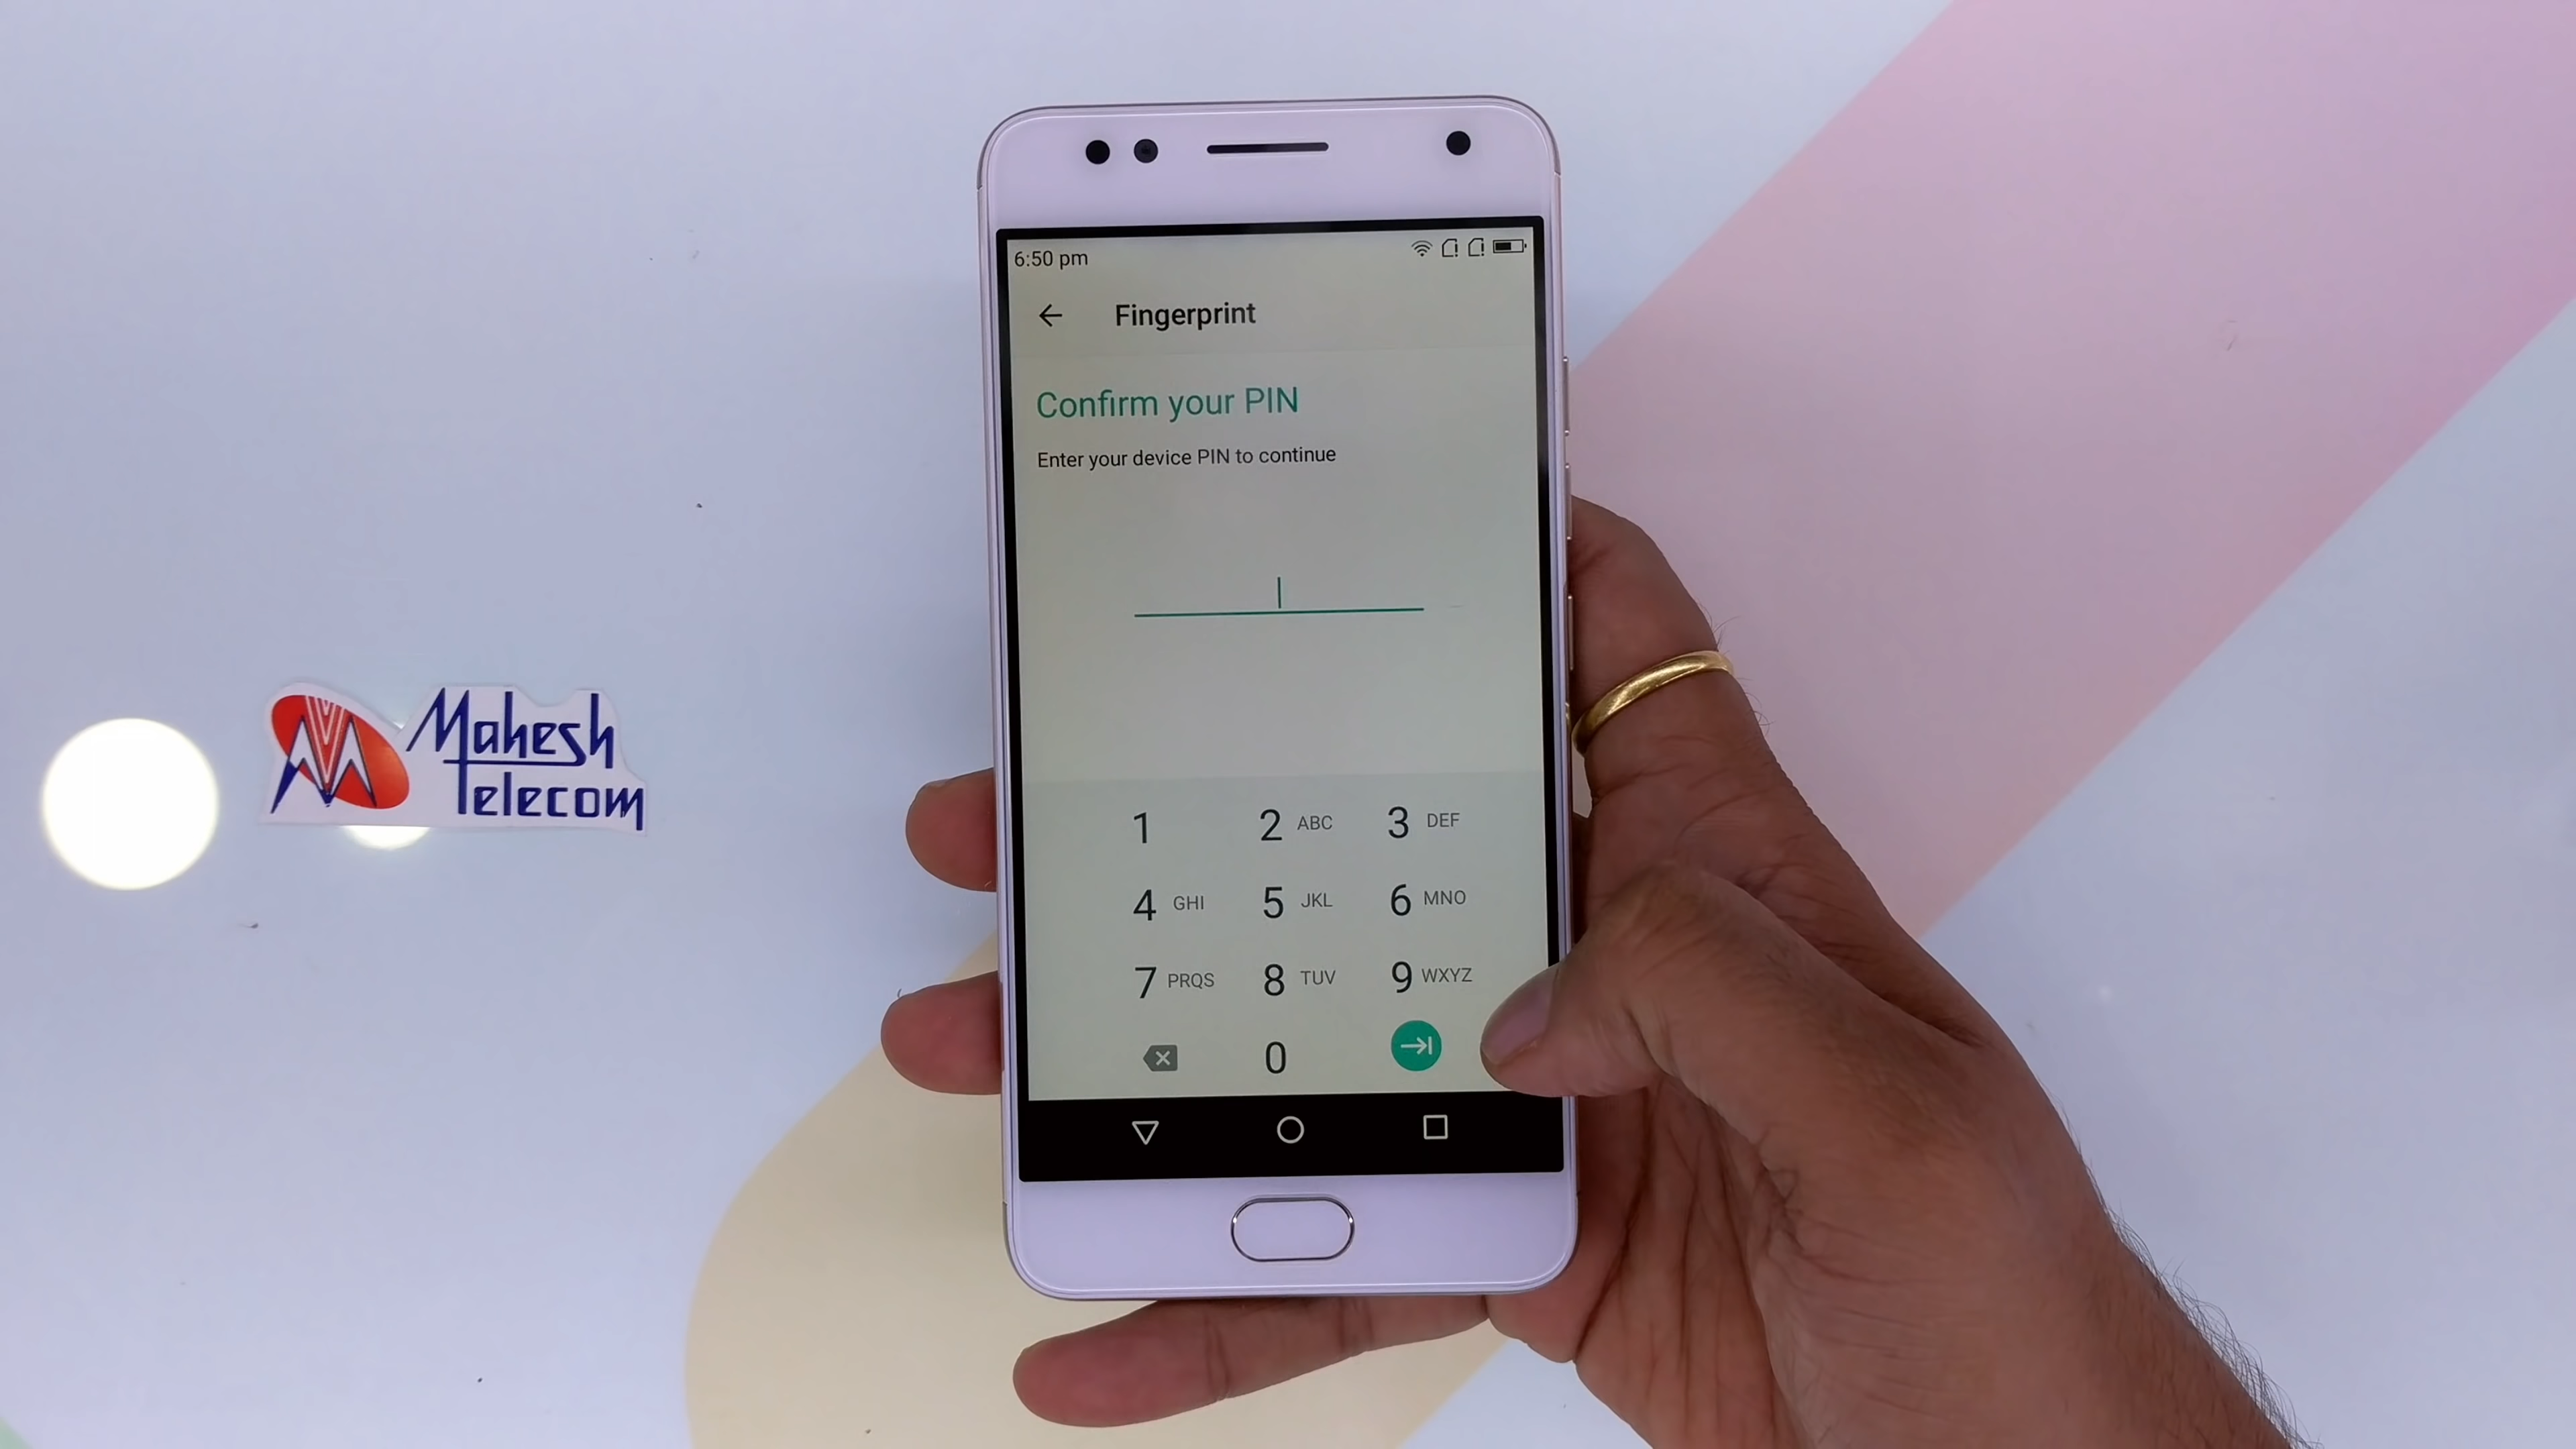 6:50 pm
Fingerprint
Confirm your PIN
Enter your device PIN to continue
Mahesh
Telecom
1 2 ABC 3 DEF
4 GHI 5 JKL 6 MNO
7 PRQS 8 TUV 9 WXYZ
0